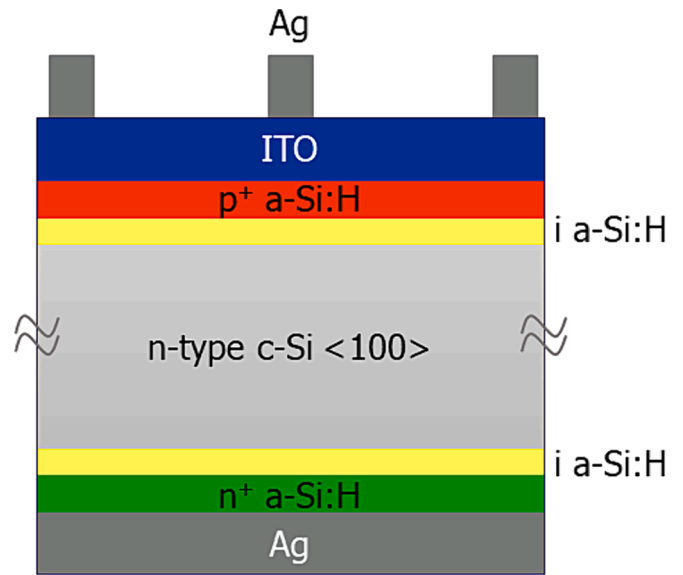 Ag
ITO
p⁺ a-Si:H
i a-Si:H
n-type c-Si <100>
i a-Si:H
n⁺ a-Si:H
Ag